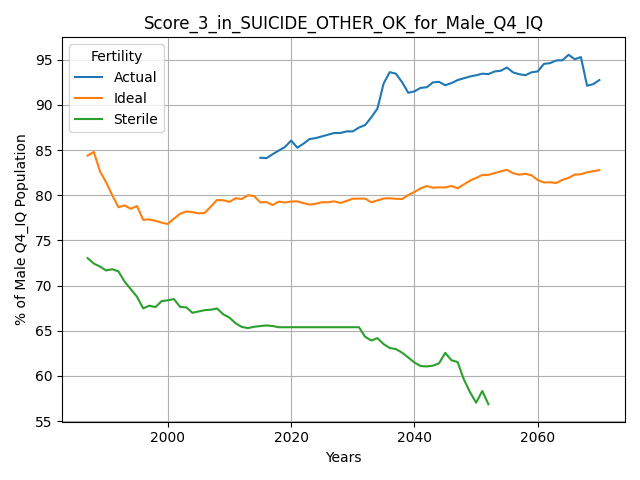 Score_3_in_SUICIDE_OTHER_OK_for_Male_Q4_IQ
Fertility
Actual
Ideal
Sterile
% of Male Q4_IQ Population
95
90
85
80
75
70
65
60
55
2000
2020
2040
2060
Years